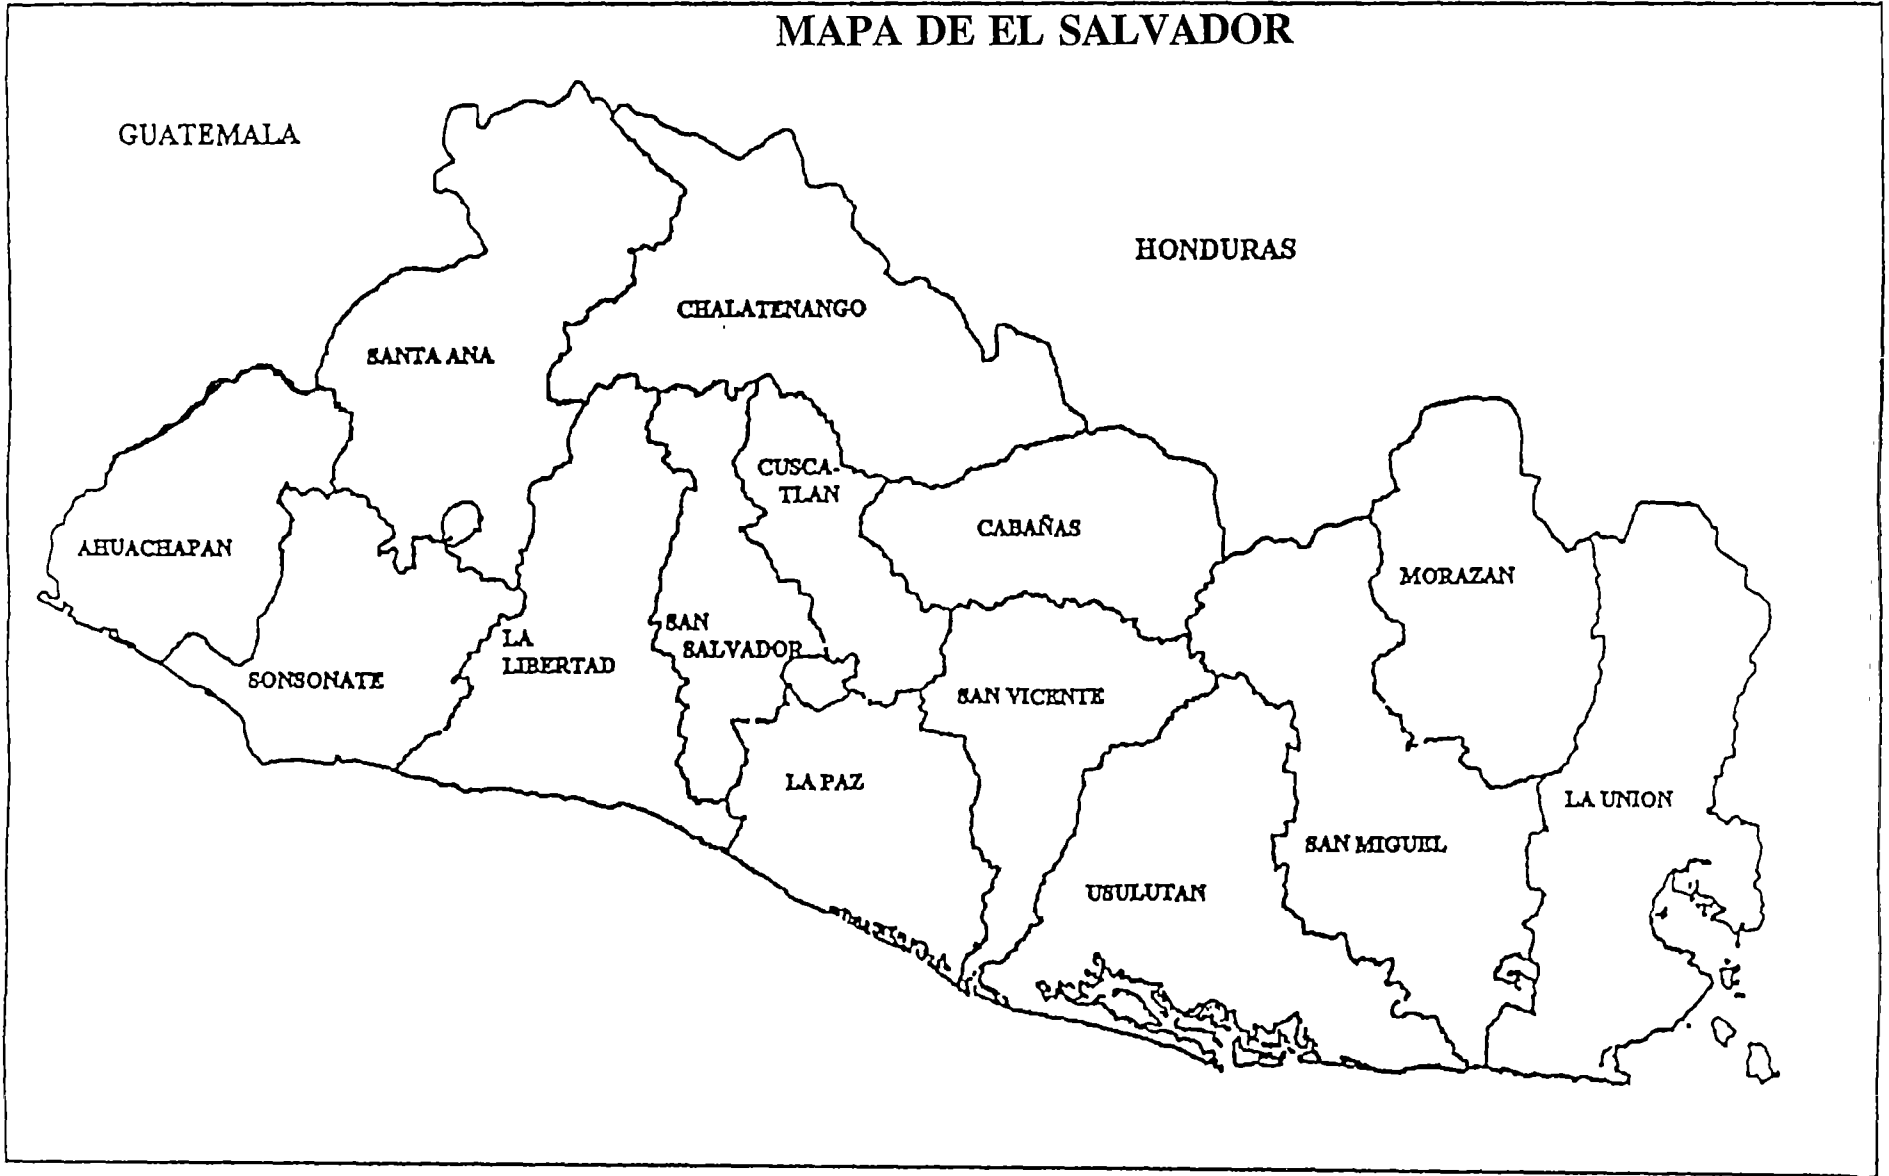 MAPA DE EL SALVADOR
GUATEMALA
HONDURAS
CHALATENANGO
SANTA ANA
CUSCA-
TLAN
CABAÑAS
AHUACHAPAN
MORAZAN
SAN
SALVADOR
LA
LIBERTAD
SONSONATE
SAN VICENTE
LA PAZ
LA UNION
SAN MIGUEL
USULUTAN